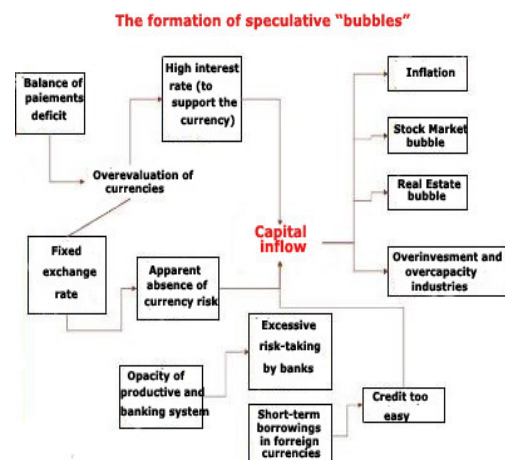 The formation of speculative “bubbles”
Balance of
paiements
deficit
High interest
rate (to
support the
currency)
Inflation
Stock Market
bubble
Overevaluation of
currencies
Real Estate
bubble
Capital
inflow
Fixed
exchange
rate
Apparent
absence of
currency risk
Overinvesment and
overcapacity
industries
Excessive
risk-taking
by banks
Opacity of
productive and
banking system
Short-term
borrowings
in forreign
currencies
Credit too
easy